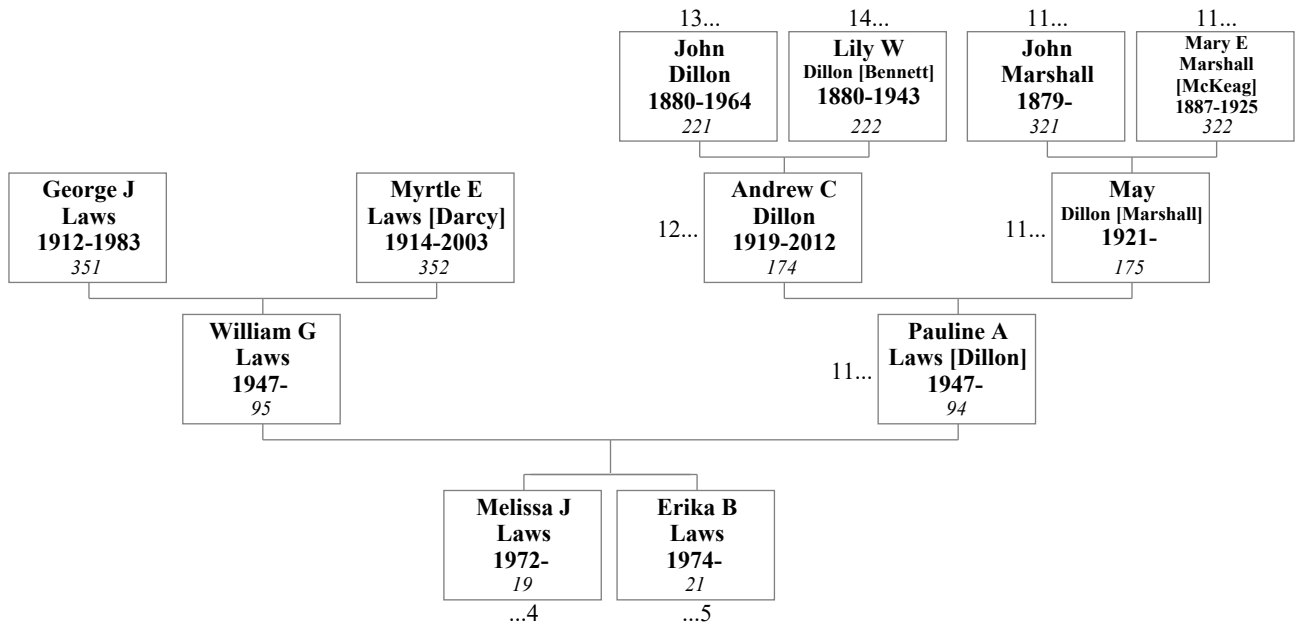 13...
14...
11...
11...
John
Dillon
1880-1964
221
Lily W
Dillon [Bennett]
1880-1943
222
John
Marshall
1879-
321
Mary E
Marshall
[McKeag]
1887-1925
322
George J
Laws
1912-1983
351
Myrtle E
Laws [Darcy]
1914-2003
352
12...
Andrew C
Dillon
1919-2012
174
11...
May
Dillon [Marshall]
1921-
175
William G
Laws
1947-
95
11...
Pauline A
Laws [Dillon]
1947-
94
Melissa J
Laws
1972-
19
...4
Erika B
Laws
1974-
21
...5